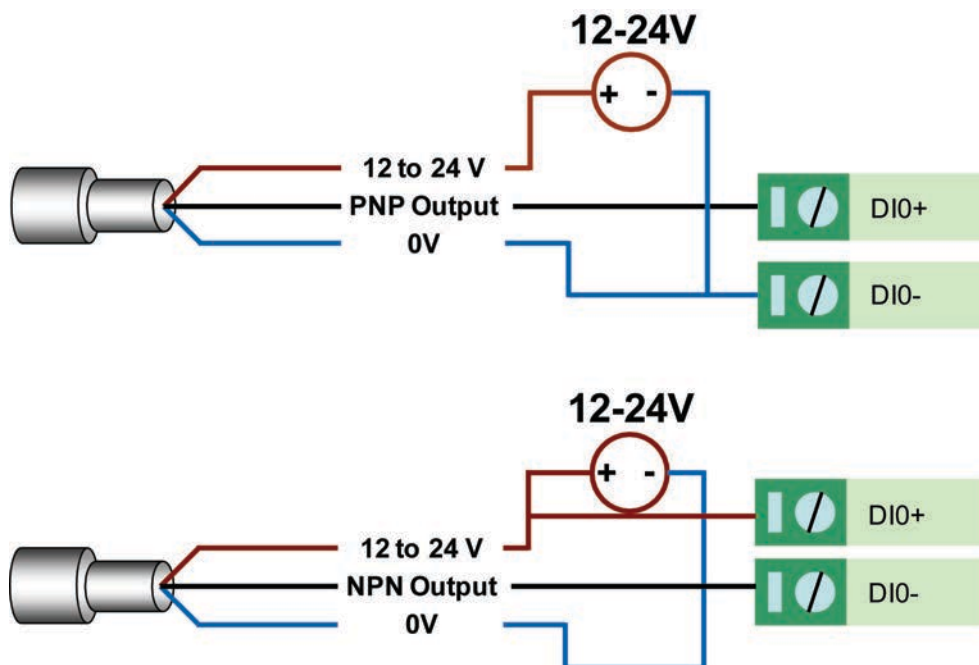 12-24V
+ -
12 to 24 V
PNP Output
0V
DI0+
DI0-
12-24V
+ -
12 to 24 V
NPN Output
0V
DI0+
DI0-